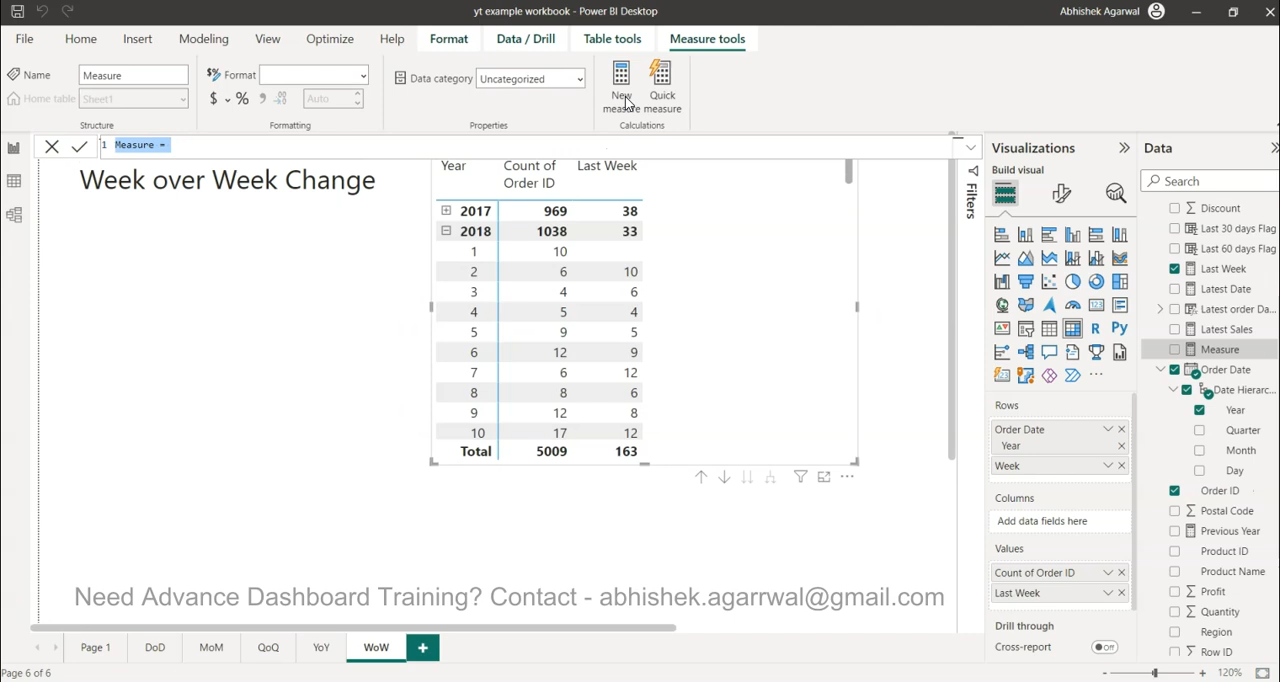 yt example workbook - Power BI Desktop
Abhishek Agarwal
File Home Insert Modeling View Optimize Help Format Data / Drill Table tools Measure tools
Name Measure
Home table Sheet1
Structure
Format
$ % Auto
Formatting
Data category Uncategorized
Properties
New measure
Quick measure
Calculations
1 Measure =
Week over Week Change
Year Count of Order ID Last Week
2017 969 38
2018 1038 33
1 10
2 6 10
3 4 6
4 5 4
5 9 5
6 12 9
7 6 12
8 8 6
9 12 8
10 17 12
Total 5009 163
Need Advance Dashboard Training? Contact - abhishek.agarrwal@gmail.com
Filters
Visualizations
Build visual
R Py
Rows
Order Date
Year
Week
Columns
Add data fields here
Values
Count of Order ID
Last Week
Drill through
Cross-report Off
Data
Search
Discount
Last 30 days Flag
Last 60 days Flag
Last Week
Latest Date
Latest order Da...
Latest Sales
Measure
Order Date
Date Hierarc...
Year
Quarter
Month
Day
Order ID
Postal Code
Previous Year
Product ID
Product Name
Profit
Quantity
Region
Row ID
Page 1 DoD MoM QoQ YoY WoW
Page 6 of 6
120%